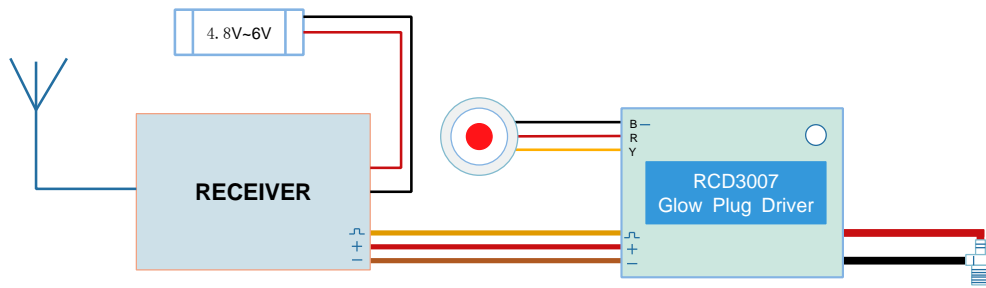 4.8V~6V
B −
R
Y
RECEIVER
RCD3007
Glow Plug Driver
+
−
+
−